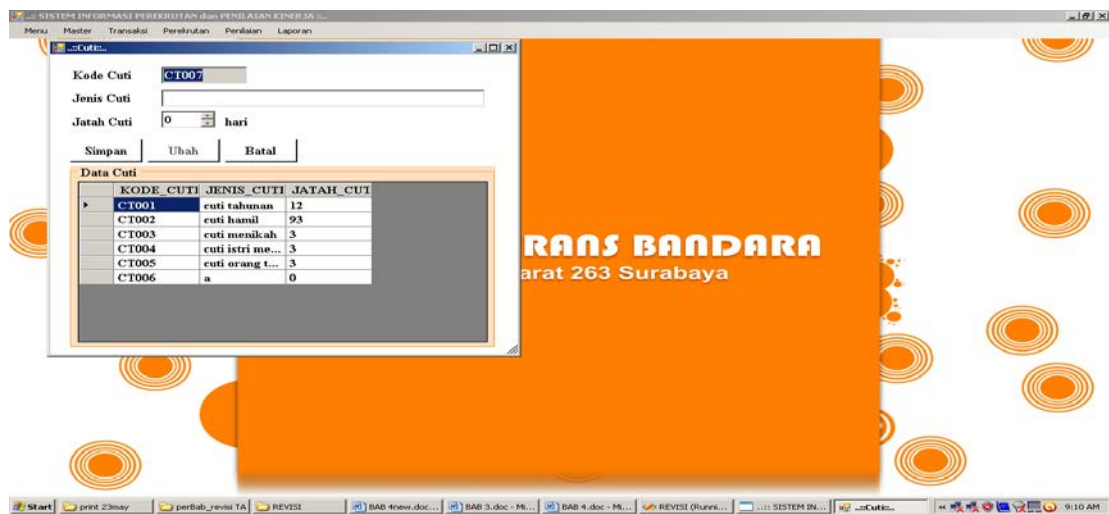 ..:: SISTEM INFORMASI PEREKRUTAN dan PENILAIAN KINERJA ::..
Menu Master Transaksi Perekrutan Penilaian Laporan
..::Cuti::..
Kode Cuti CT007
Jenis Cuti
Jatah Cuti 0 hari
Simpan Ubah Batal
Data Cuti
KODE_CUTI JENIS_CUTI JATAH_CUT
CT001 cuti tahunan 12
CT002 cuti hamil 93
CT003 cuti menikah 3
CT004 cuti istri me... 3
CT005 cuti orang t... 3
CT006 a 0
RANS BANDARA
arat 263 Surabaya
Start print 23may perBab_revisi TA REVISI BAB 4new.doc... BAB 3.doc - Mi... BAB 4.doc - Mi... REVISI (Runni... ..:: SISTEM IN... ..::Cuti::.. 9:10 AM